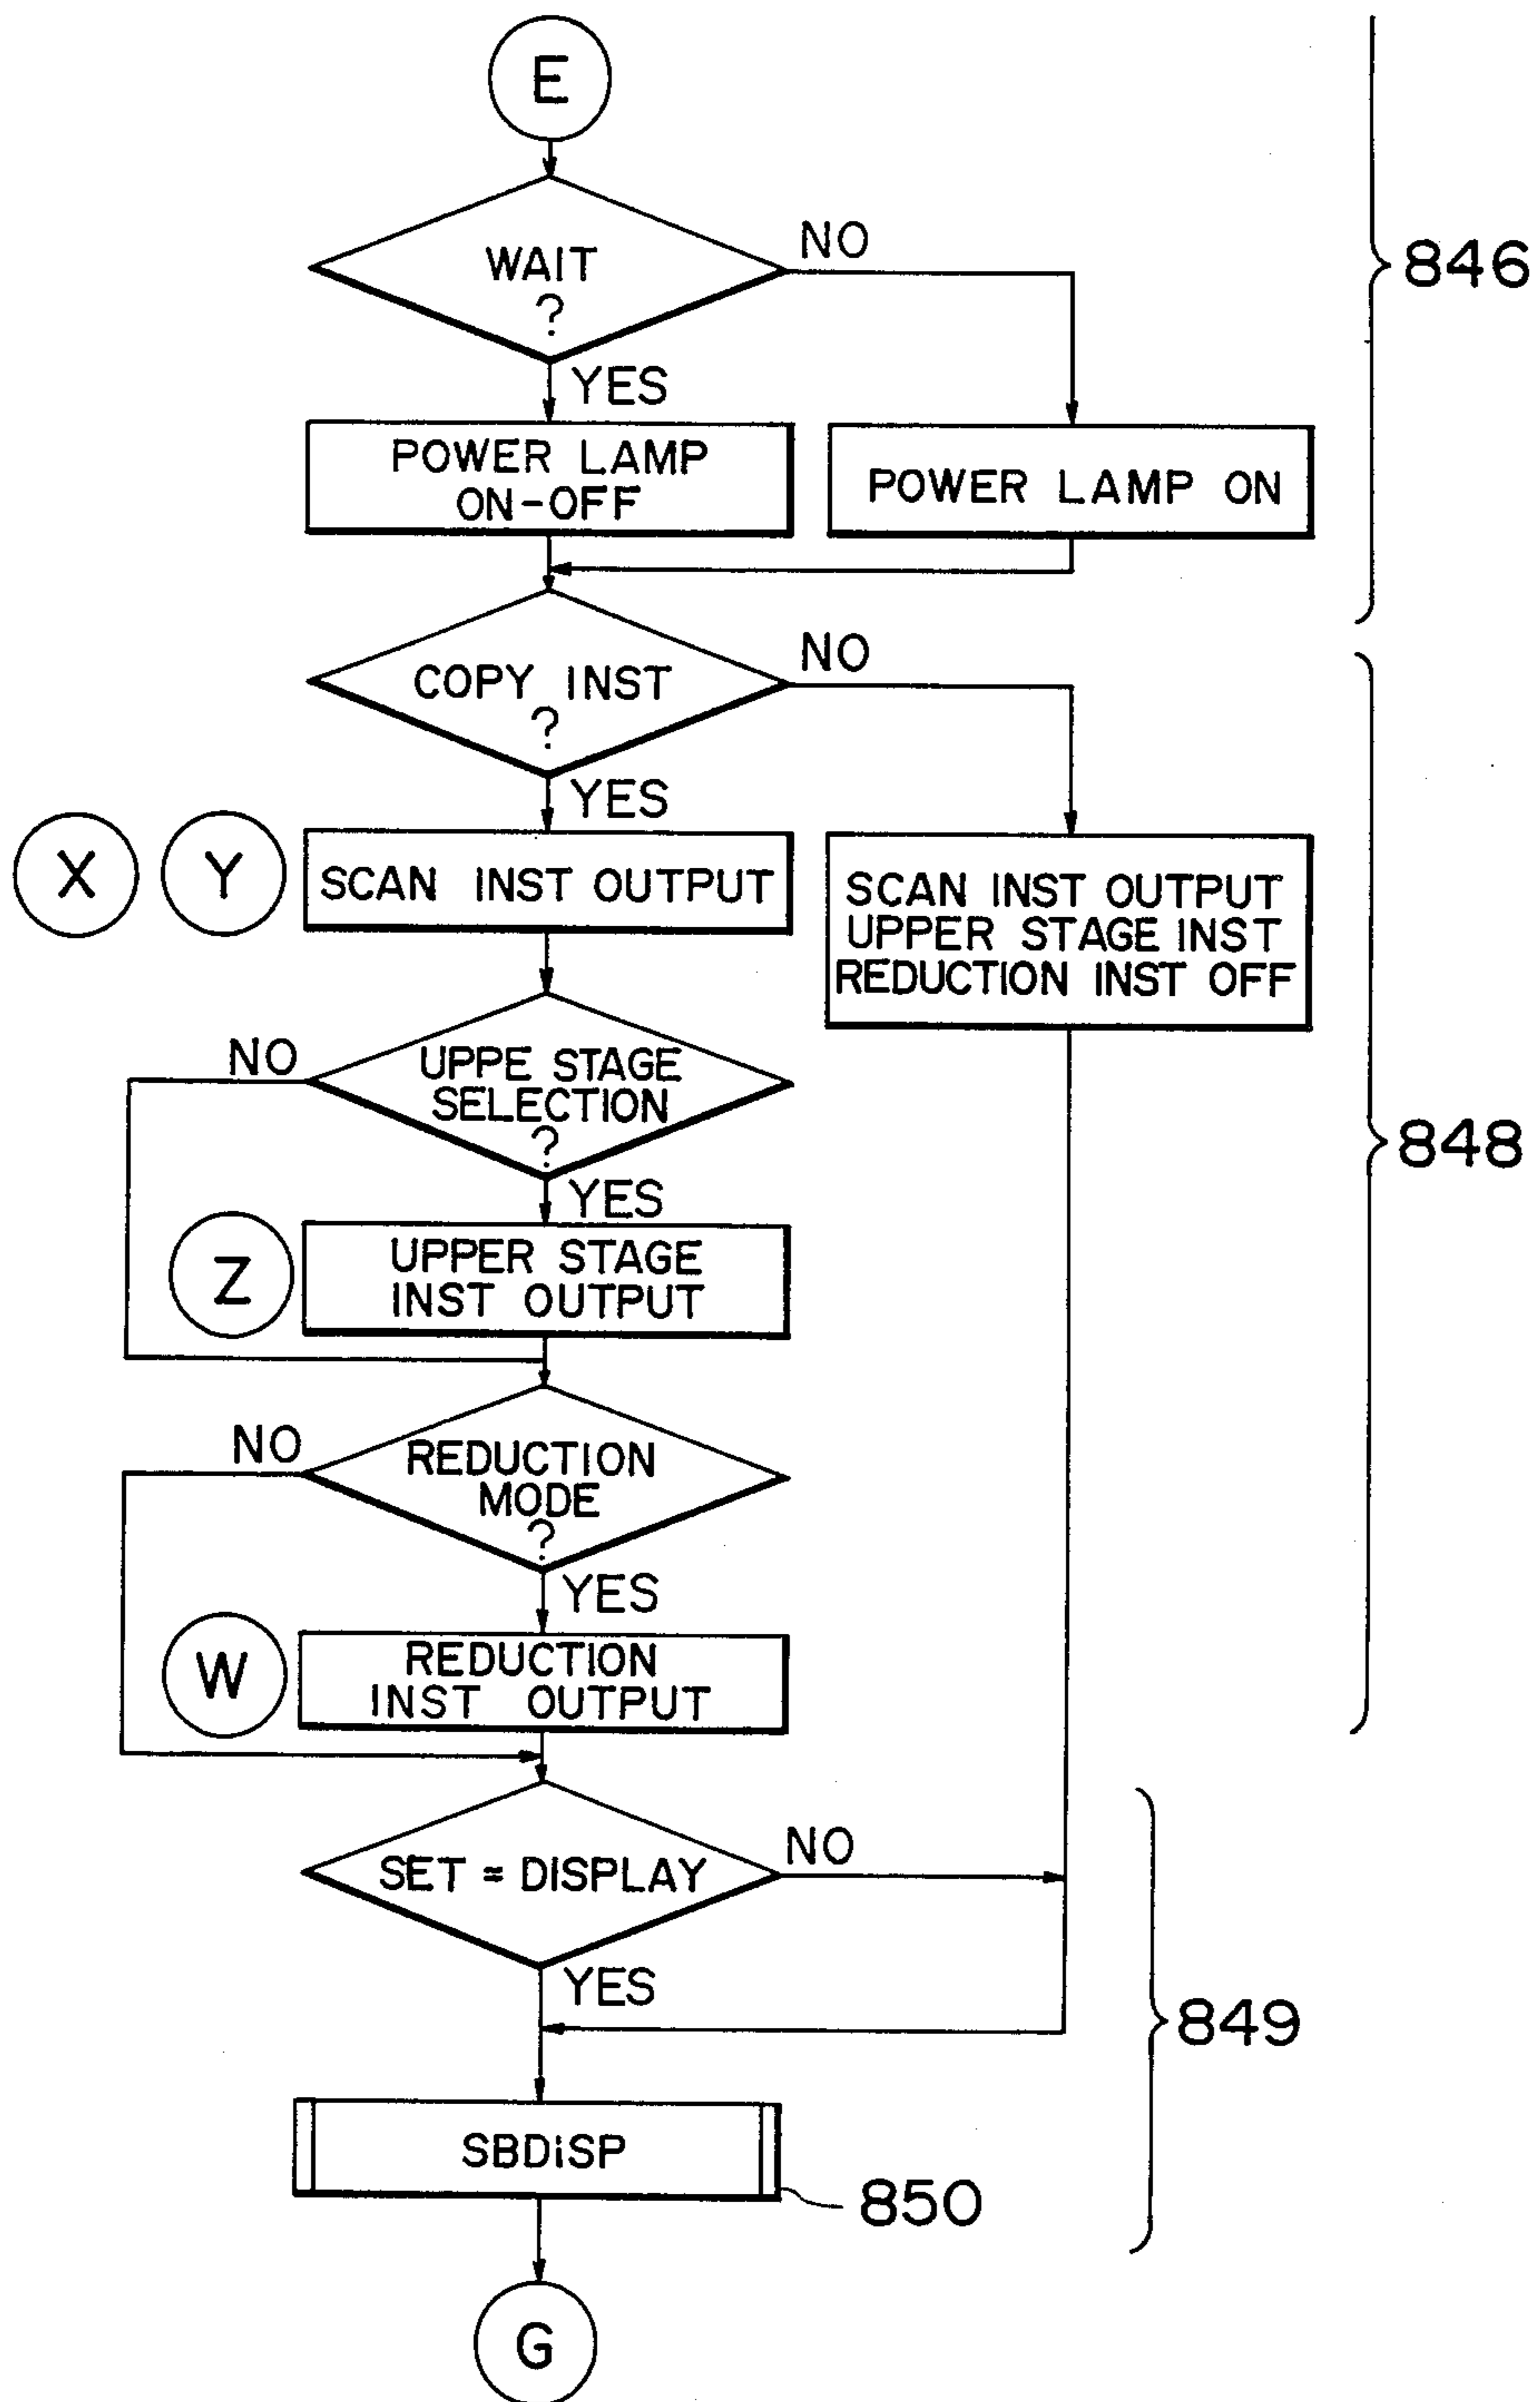 E
WAIT
?
NO
846
YES
POWER LAMP
ON-OFF
POWER LAMP ON
COPY INST
?
NO
YES
X
Y
SCAN INST OUTPUT
SCAN INST OUTPUT
UPPER STAGE INST
REDUCTION INST OFF
NO
UPPE STAGE
SELECTION
?
848
YES
Z
UPPER STAGE
INST OUTPUT
NO
REDUCTION
MODE
?
YES
W
REDUCTION
INST OUTPUT
SET = DISPLAY
NO
YES
849
SBDiSP
850
G